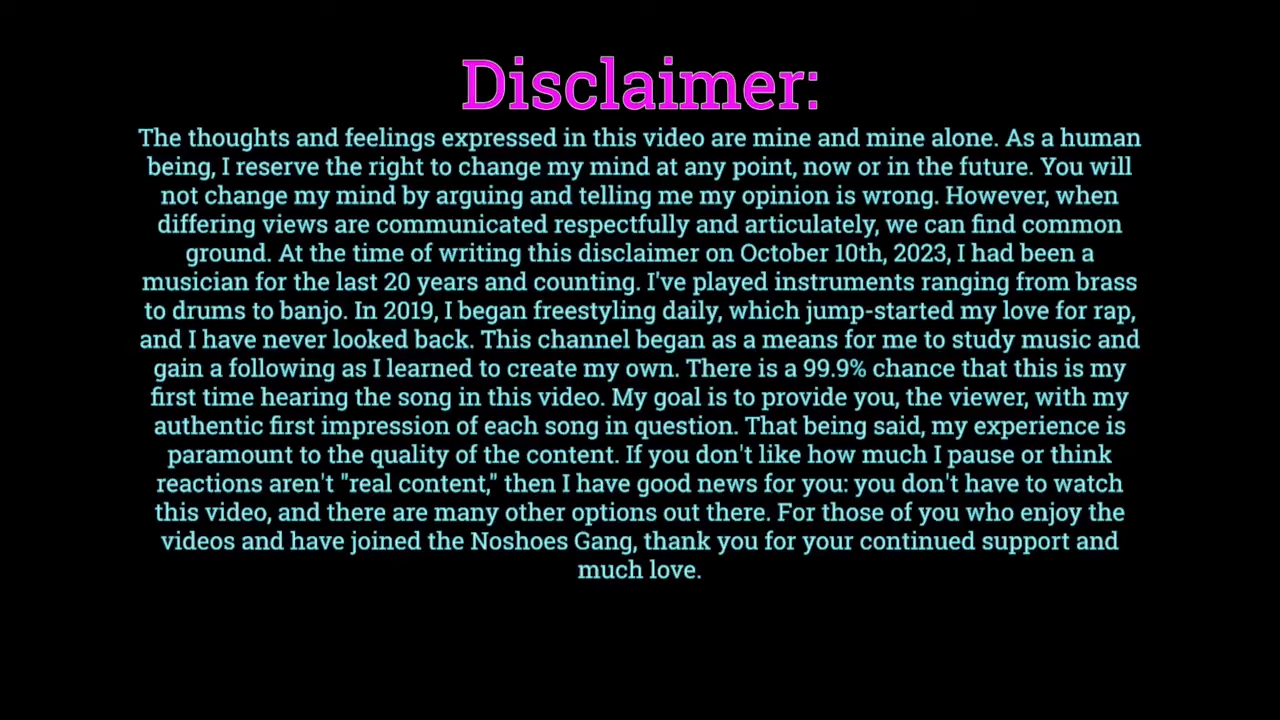 Disclaimer:
The thoughts and feelings expressed in this video are mine and mine alone. As a human
being, I reserve the right to change my mind at any point, now or in the future. You will
not change my mind by arguing and telling me my opinion is wrong. However, when
differing views are communicated respectfully and articulately, we can find common
ground. At the time of writing this disclaimer on October 10th, 2023, I had been a
musician for the last 20 years and counting. I've played instruments ranging from brass
to drums to banjo. In 2019, I began freestyling daily, which jump-started my love for rap,
and I have never looked back. This channel began as a means for me to study music and
gain a following as I learned to create my own. There is a 99.9% chance that this is my
first time hearing the song in this video. My goal is to provide you, the viewer, with my
authentic first impression of each song in question. That being said, my experience is
paramount to the quality of the content. If you don't like how much I pause or think
reactions aren't "real content," then I have good news for you: you don't have to watch
this video, and there are many other options out there. For those of you who enjoy the
videos and have joined the Noshoes Gang, thank you for your continued support and
much love.